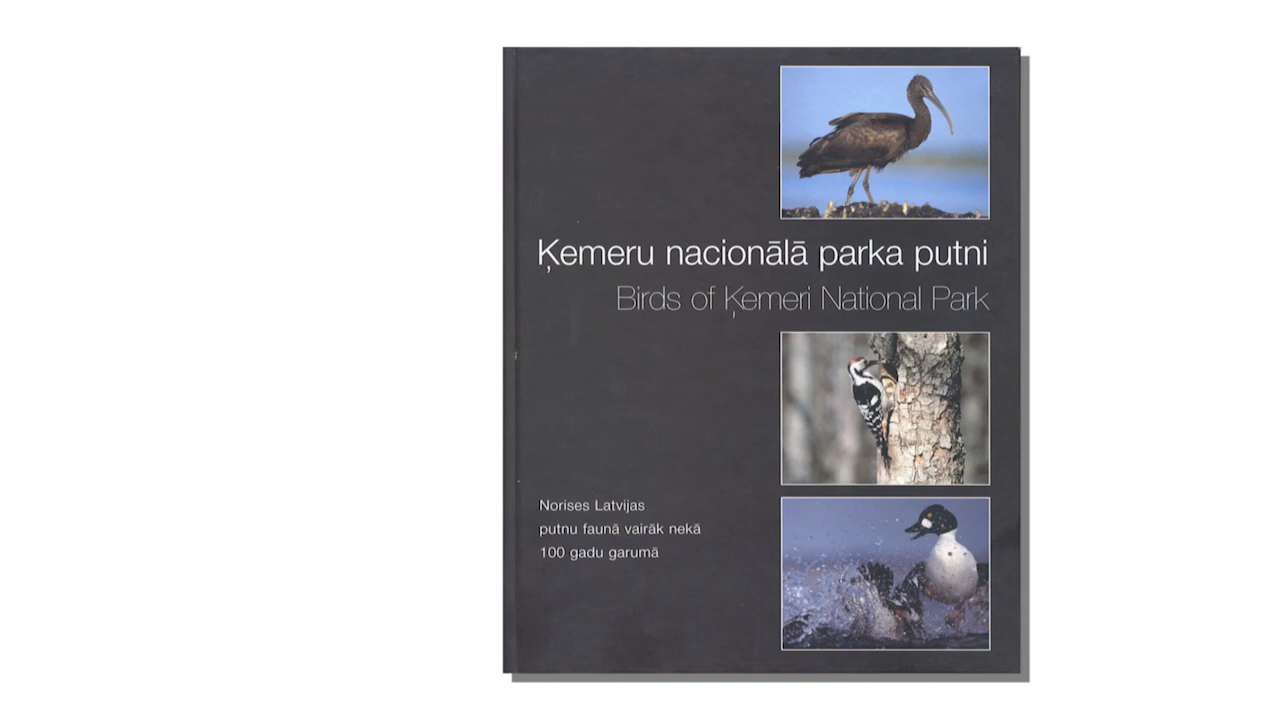 Ķemeru nacionālā parka putni
Birds of Ķemeri National Park
Norises Latvijas
putnu faunā vairāk nekā
100 gadu garumā